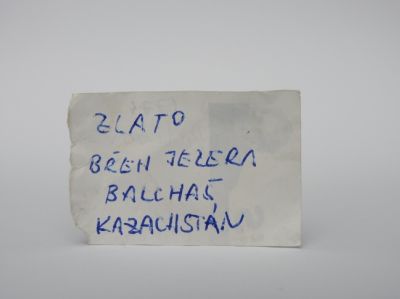 ZLATO
BŘEH JEZERA
BALCHAŠ,
KAZACHSTÁN